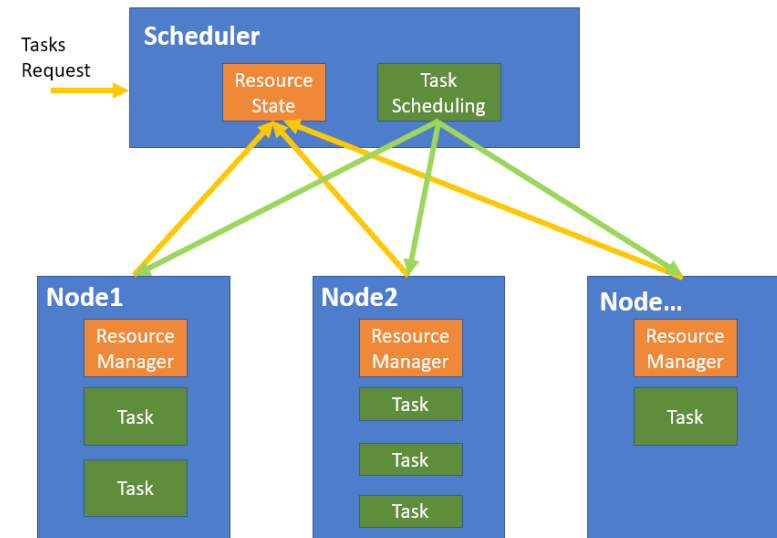 Scheduler
Tasks
Request
Resource
State
Task
Scheduling
Node1
Resource
Manager
Task
Task
Node2
Resource
Manager
Task
Task
Task
Node...
Resource
Manager
Task